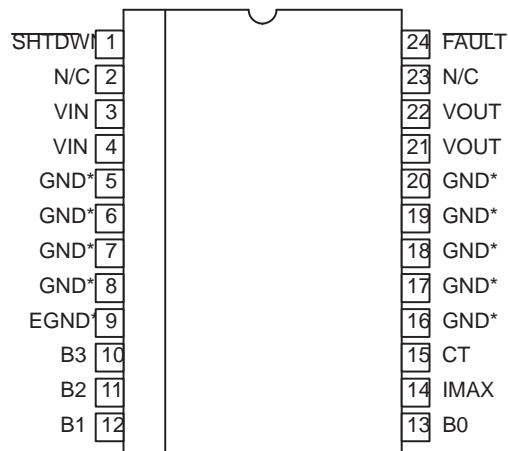 SHTDWN 1 24 FAULT
N/C 2 23 N/C
VIN 3 22 VOUT
VIN 4 21 VOUT
GND* 5 20 GND*
GND* 6 19 GND*
GND* 7 18 GND*
GND* 8 17 GND*
EGND* 9 16 GND*
B3 10 15 CT
B2 11 14 IMAX
B1 12 13 B0